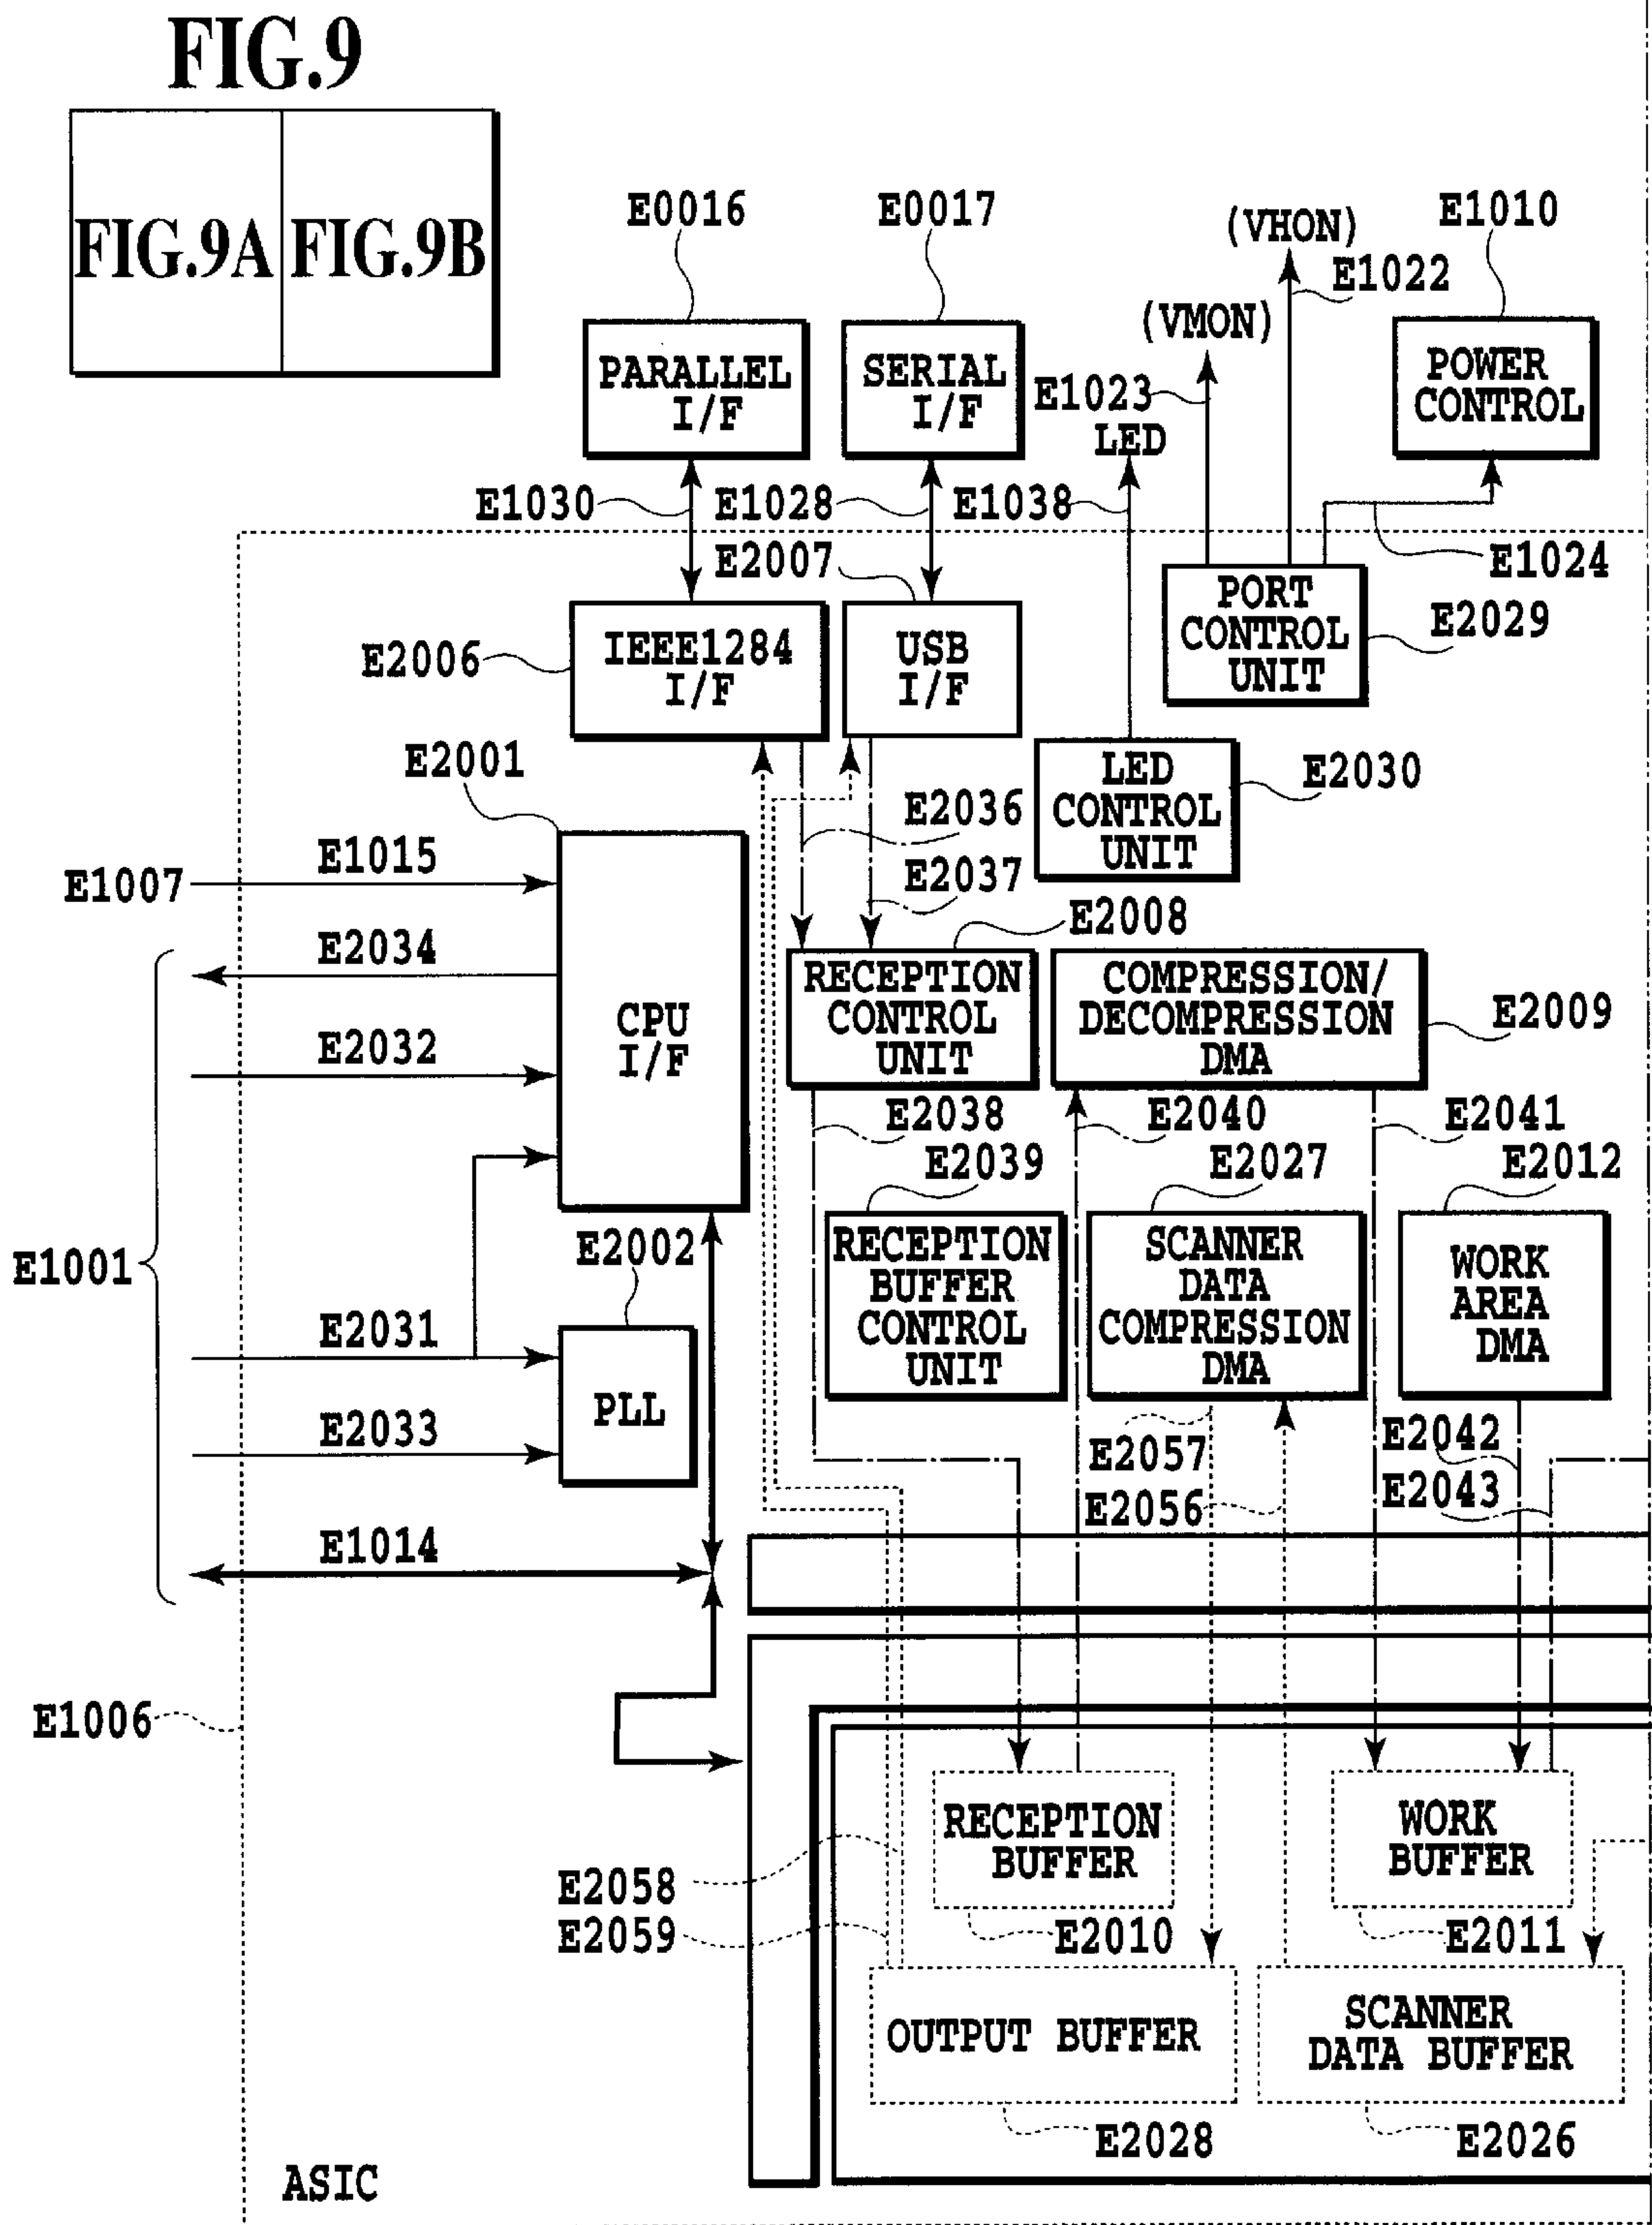 FIG.9
FIG.9A
FIG.9B
E0016
E0017
(VHON)
E1010
E1022
(VMON)
PARALLEL
I/F
SERIAL
I/F
E1023
LED
POWER
CONTROL
E1030
E1028
E1038
E2007
E1024
E2006
IEEE1284
I/F
USB
I/F
PORT
CONTROL
UNIT
E2029
E2001
LED
CONTROL
UNIT
E2030
E2036
E1007
E1015
E2037
E2034
E2008
CPU
I/F
RECEPTION
CONTROL
UNIT
COMPRESSION/
DECOMPRESSION
DMA
E2009
E2032
E2038
E2040
E2041
E2039
E2027
E2012
E1001
E2002
RECEPTION
BUFFER
CONTROL
UNIT
SCANNER
DATA
COMPRESSION
DMA
WORK
AREA
DMA
E2031
PLL
E2033
E2057
E2042
E2056
E2043
E1014
E1006
RECEPTION
BUFFER
WORK
BUFFER
E2058
E2059
E2010
E2011
OUTPUT BUFFER
SCANNER
DATA BUFFER
E2028
E2026
ASIC